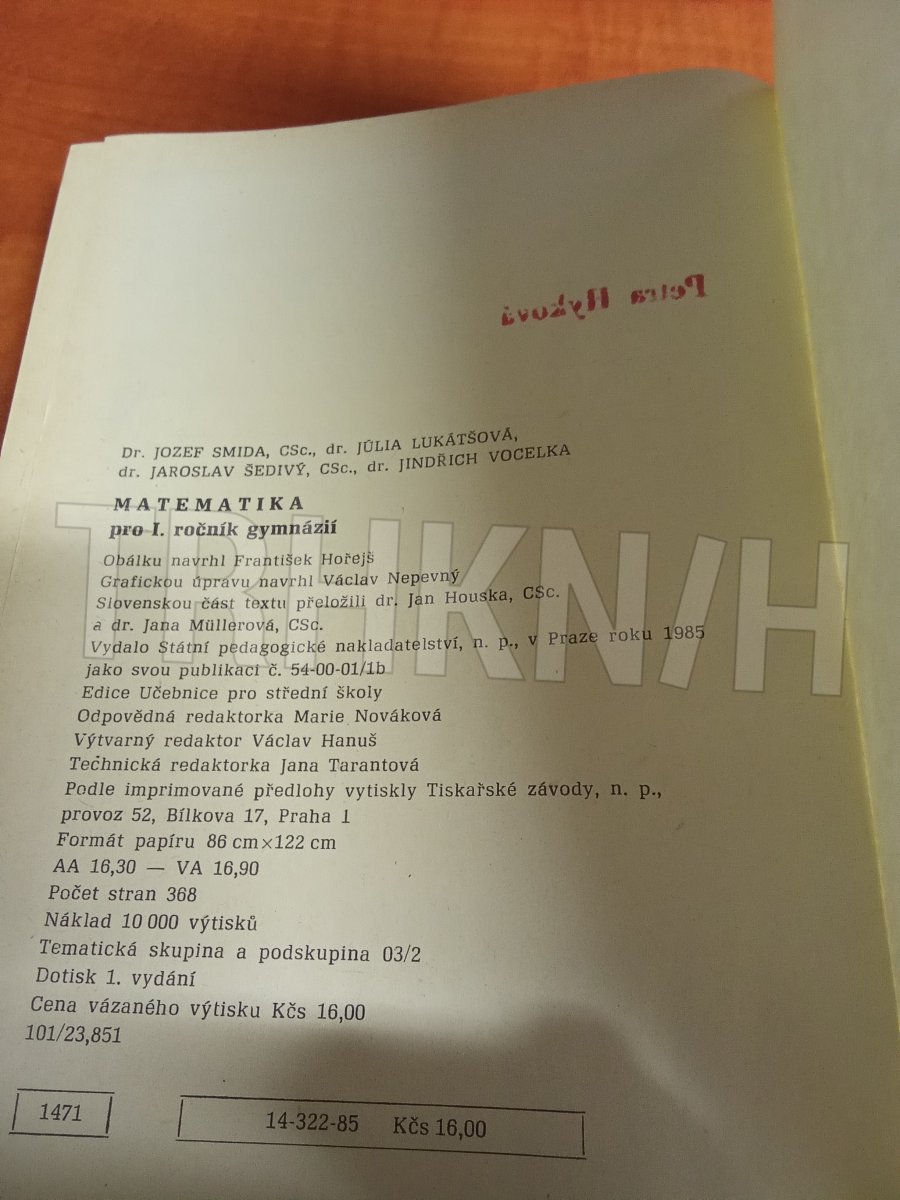 Petra Ryková
Dr. JOZEF SMIDA, CSc., dr. JÚLIA LUKÁTŠOVÁ,
dr. JAROSLAV ŠEDIVÝ, CSc., dr. JINDŘICH VOCELKA
MATEMATIKA
pro I. ročník gymnázií
Obálku navrhl František Hořejš
Grafickou úpravu navrhl Václav Nepevný
Slovenskou část textu přeložili dr. Jan Houska, CSc.
a dr. Jana Müllerová, CSc.
Vydalo Státní pedagogické nakladatelství, n. p., v Praze roku 1985
jako svou publikaci č. 54-00-01/1b
Edice Učebnice pro střední školy
Odpovědná redaktorka Marie Nováková
Výtvarný redaktor Václav Hanuš
Technická redaktorka Jana Tarantová
Podle imprimované předlohy vytiskly Tiskařské závody, n. p.,
provoz 52, Bílkova 17, Praha 1
Formát papíru 86 cm×122 cm
AA 16,30 — VA 16,90
Počet stran 368
Náklad 10 000 výtisků
Tematická skupina a podskupina 03/2
Dotisk 1. vydání
Cena vázaného výtisku Kčs 16,00
101/23,851
1471
14-322-85 Kčs 16,00
TRHKN/H